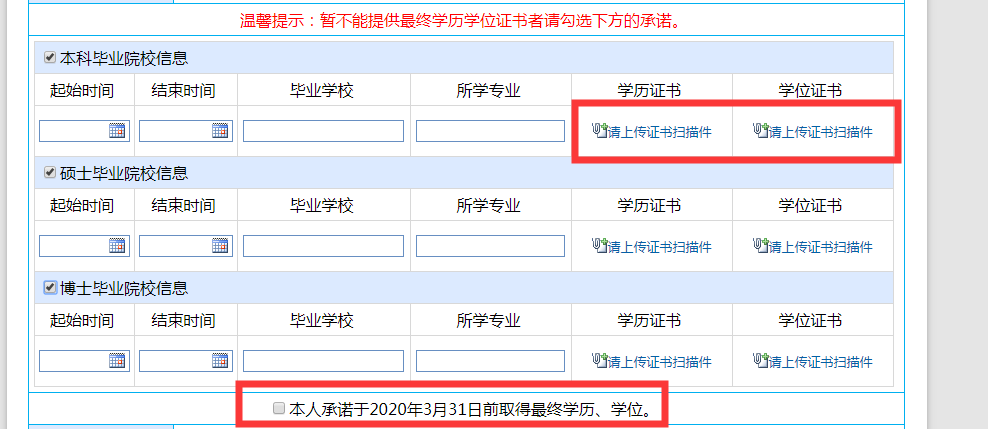 温馨提示：暂不能提供最终学历学位证书者请勾选下方的承诺。
本科毕业院校信息
起始时间 结束时间 毕业学校 所学专业 学历证书 学位证书
请上传证书扫描件 请上传证书扫描件
硕士毕业院校信息
起始时间 结束时间 毕业学校 所学专业 学历证书 学位证书
请上传证书扫描件 请上传证书扫描件
博士毕业院校信息
起始时间 结束时间 毕业学校 所学专业 学历证书 学位证书
请上传证书扫描件 请上传证书扫描件
本人承诺于2020年3月31日前取得最终学历、学位。